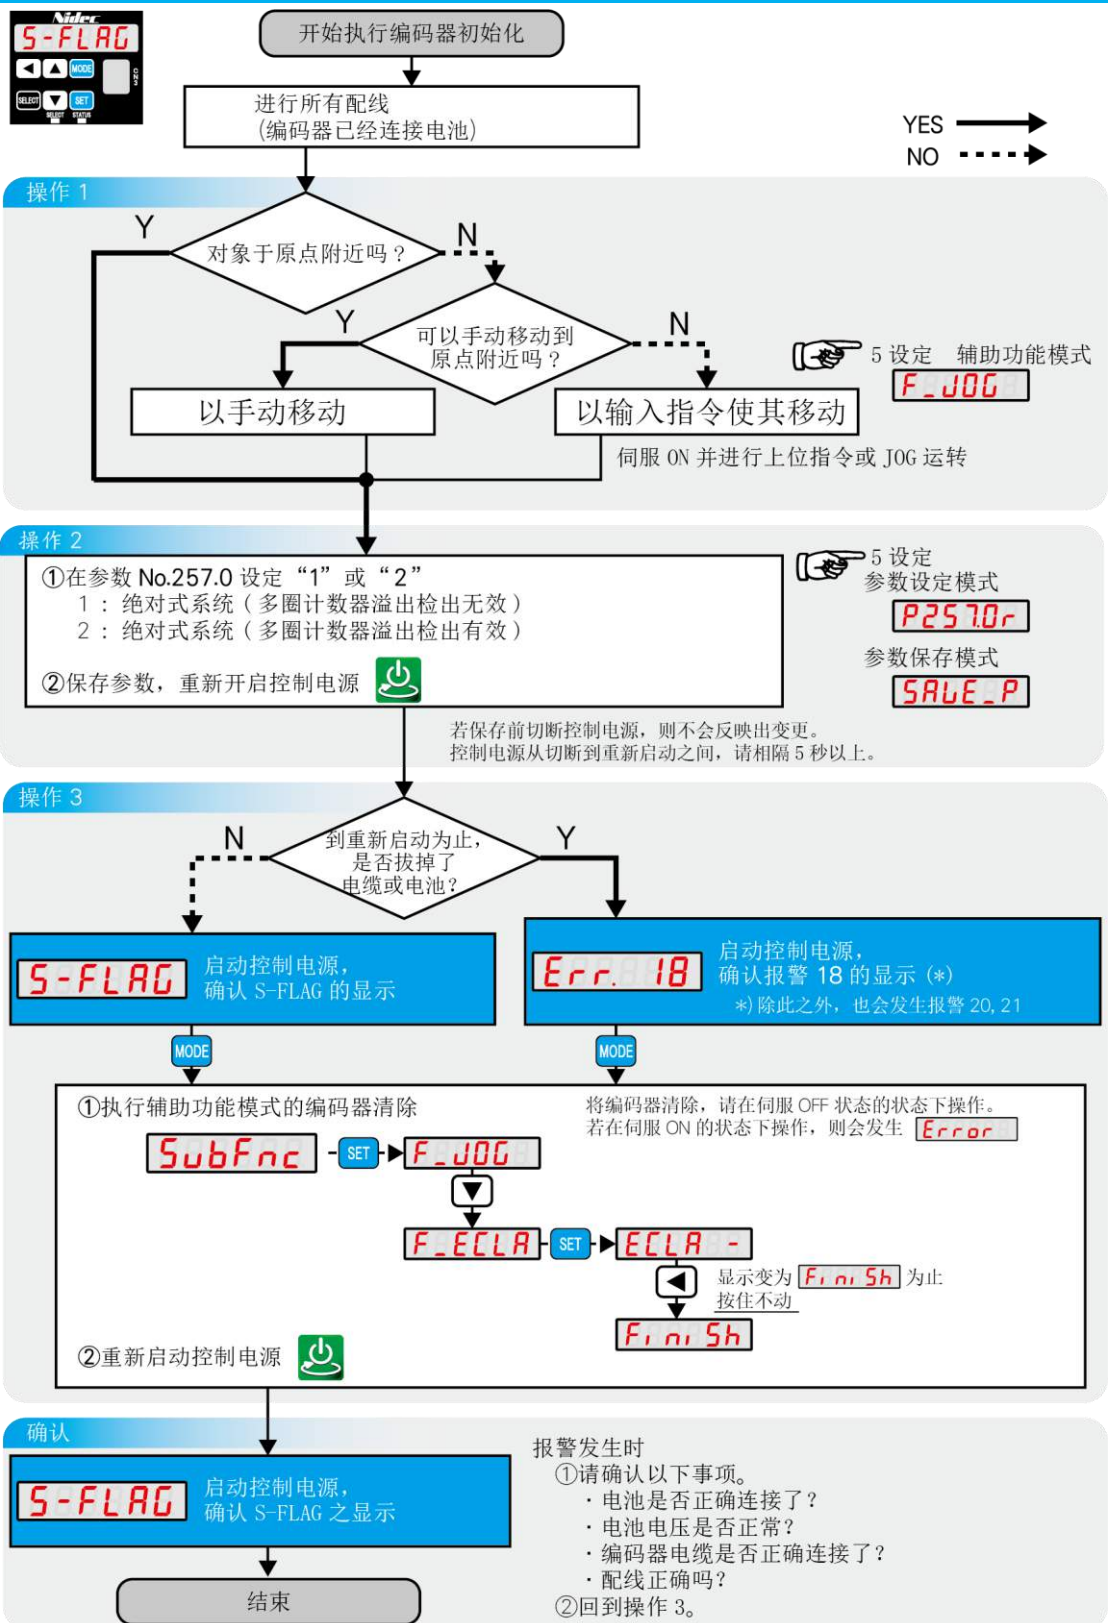 Nidec
S-FLAG
MODE
CN3
SELECT
SET
SELECT STATUS
开始执行编码器初始化
进行所有配线
(编码器已经连接电池)
YES
NO
操作 1
Y
对象于原点附近吗？
N
Y
可以手动移动到
原点附近吗？
N
5 设定 辅助功能模式
F_JOG
以手动移动
以输入指令使其移动
伺服 ON 并进行上位指令或 JOG 运转
操作 2
①在参数 No.257.0 设定“1”或“2”
1：绝对式系统（多圈计数器溢出检出无效）
2：绝对式系统（多圈计数器溢出检出有效）
②保存参数，重新开启控制电源
5 设定
参数设定模式
P257.0r
参数保存模式
SAVE_P
若保存前切断控制电源，则不会反映出变更。
控制电源从切断到重新启动之间，请相隔 5 秒以上。
操作 3
N
到重新启动为止，
是否拔掉了
电缆或电池？
Y
S-FLAG
启动控制电源，
确认 S-FLAG 的显示
Err. 18
启动控制电源，
确认报警 18 的显示 (*)
*) 除此之外，也会发生报警 20, 21
MODE
MODE
①执行辅助功能模式的编码器清除
将编码器清除，请在伺服 OFF 状态的状态下操作。
若在伺服 ON 的状态下操作，则会发生 Error
SubFnc
SET
F_JOG
F_ECLR
SET
ECLR -
显示变为 FiniSh 为止
按住不动
FiniSh
②重新启动控制电源
确认
S-FLAG
启动控制电源，
确认 S-FLAG 之显示
结束
报警发生时
①请确认以下事项。
・电池是否正确连接了？
・电池电压是否正常？
・编码器电缆是否正确连接了？
・配线正确吗？
②回到操作 3。